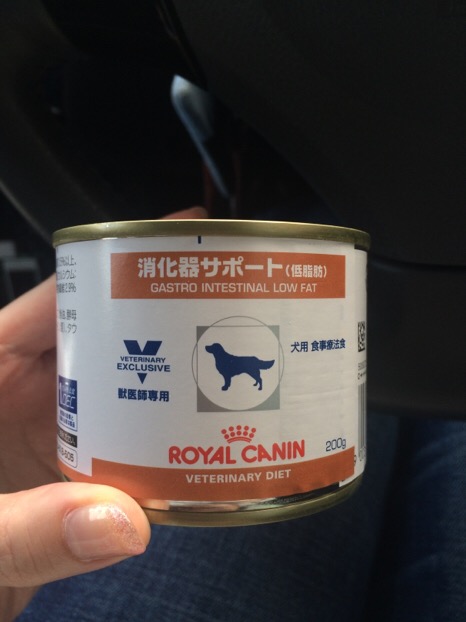 消化器サポート(低脂肪)
GASTRO INTESTINAL LOW FAT
VETERINARY
EXCLUSIVE
獣医師専用
犬用 食事療法食
ROYAL CANIN
200g
VETERINARY DIET